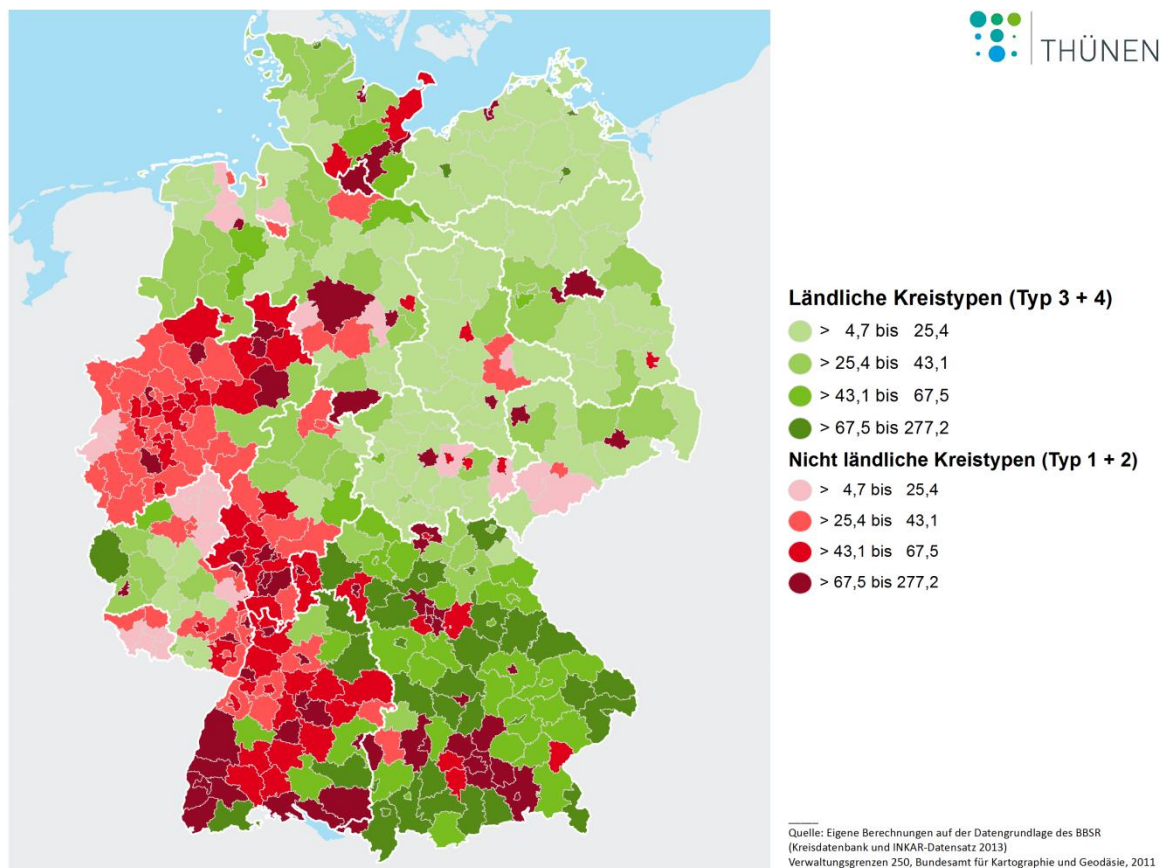 THÜNEN
Ländliche Kreistypen (Typ 3 + 4)
> 4,7 bis 25,4
> 25,4 bis 43,1
> 43,1 bis 67,5
> 67,5 bis 277,2
Nicht ländliche Kreistypen (Typ 1 + 2)
> 4,7 bis 25,4
> 25,4 bis 43,1
> 43,1 bis 67,5
> 67,5 bis 277,2
Quelle: Eigene Berechnungen auf der Datengrundlage des BBSR
(Kreisdatenbank und INKAR-Datensatz 2013)
Verwaltungsgrenzen 250, Bundesamt für Kartographie und Geodäsie, 2011